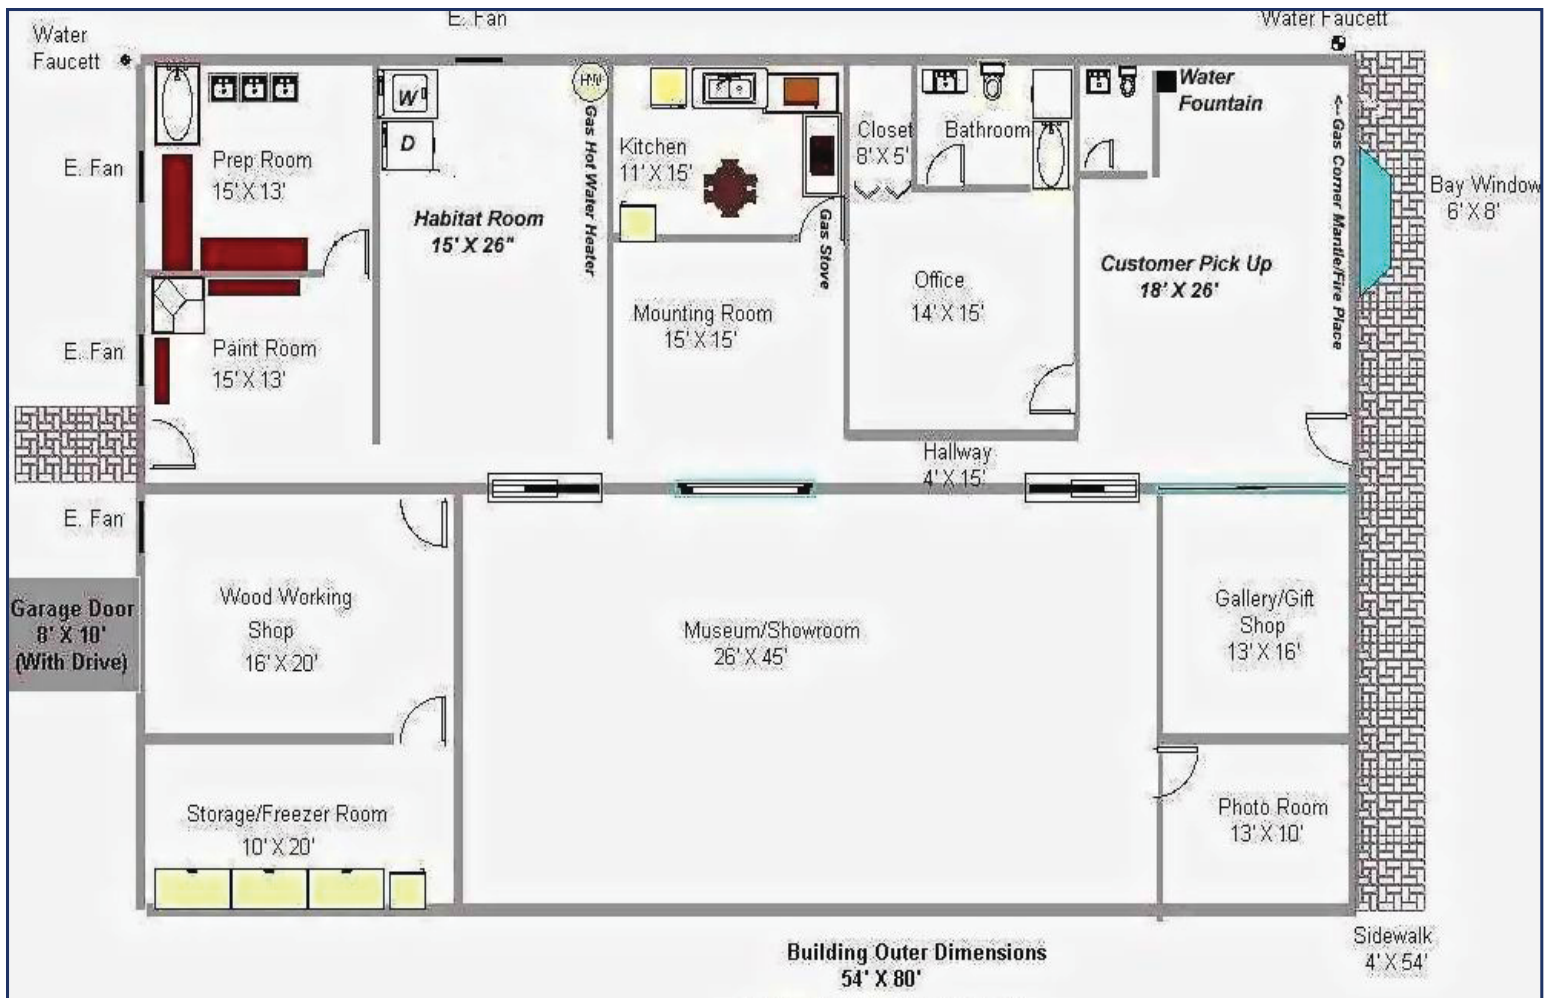 E. Fan
Water Faucett
Water
Faucett
W
HW
Water
Fountain
D
Closet
8' X 5'
Bathroom
Kitchen
11' X 15'
Prep Room
15' X 13'
E. Fan
Gas Hot Water Heater
<-- Gas Corner Mantle/Fire Place
Bay Window
6' X 8'
Habitat Room
15' X 26"
Gas Stove
Customer Pick Up
18' X 26'
Office
14' X 15'
Mounting Room
15' X 15'
E. Fan
Paint Room
15' X 13'
Hallway
4' X 15'
E. Fan
Garage Door
8' X 10'
(With Drive)
Wood Working
Shop
16' X 20'
Museum/Showroom
26' X 45'
Gallery/Gift
Shop
13' X 16'
Storage/Freezer Room
10' X 20'
Photo Room
13' X 10'
Building Outer Dimensions
54' X 80'
Sidewalk
4' X 54'